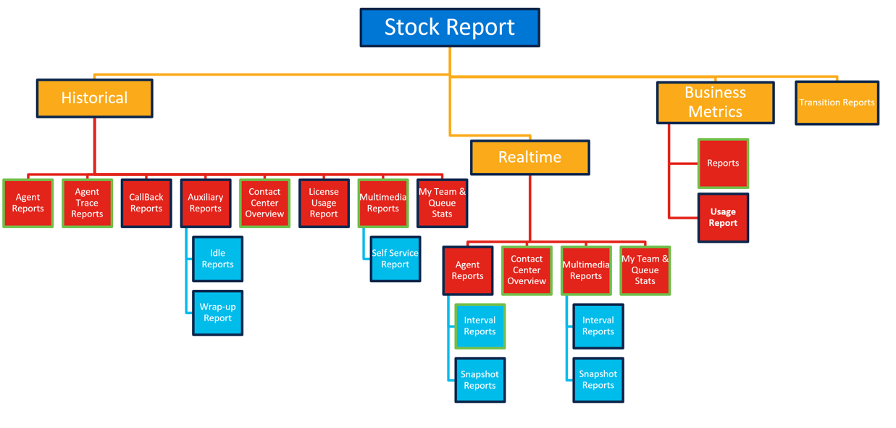 Stock Report
Historical
Business
Metrics
Transition Reports
Realtime
Agent
Reports
Agent
Trace
Reports
CallBack
Reports
Auxiliary
Reports
Contact
Center
Overview
License
Usage
Report
Multimedia
Reports
My Team &
Queue
Stats
Reports
Usage
Report
Idle
Reports
Wrap-up
Report
Self Service
Report
Agent
Reports
Contact
Center
Overview
Multimedia
Reports
My Team &
Queue
Stats
Interval
Reports
Snapshot
Reports
Interval
Reports
Snapshot
Reports